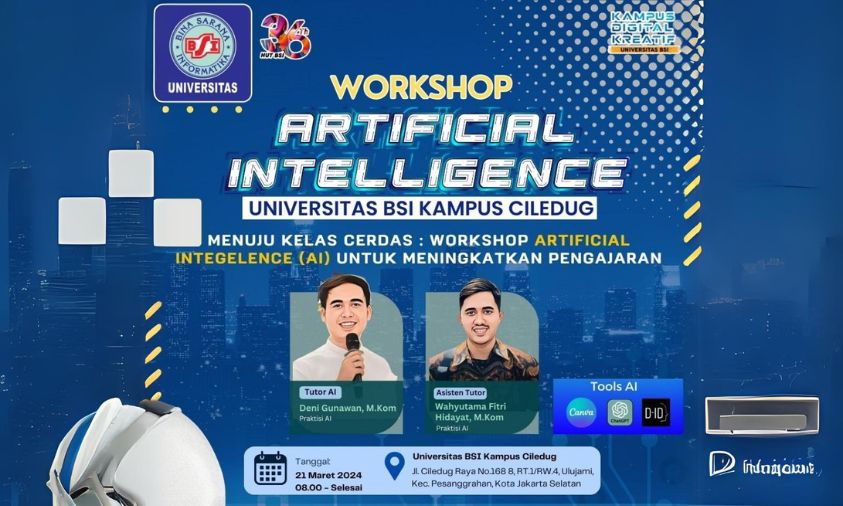 BINA SARANA
BSI
INFORMATIKA
UNIVERSITAS
36TH
HUT BSI
KAMPUS
DIGITAL
KREATIF
UNIVERSITAS BSI
WORKSHOP
ARTIFICIAL
INTELLIGENCE
UNIVERSITAS BSI KAMPUS CILEDUG
MENUJU KELAS CERDAS : WORKSHOP ARTIFICIAL
INTEGELENCE (AI) UNTUK MENINGKATKAN PENGAJARAN
Tutor AI
Deni Gunawan, M.Kom
Praktisi AI
Asisten Tutor
Wahyutama Fitri
Hidayat, M.Kom
Praktisi AI
Tools AI
Canva
ChatGPT
D-ID
Tanggal:
21 Maret 2024
08.00 - Selesai
Universitas BSI Kampus Ciledug
Jl. Ciledug Raya No.168 8, RT.1/RW.4, Ulujami,
Kec. Pesanggrahan, Kota Jakarta Selatan